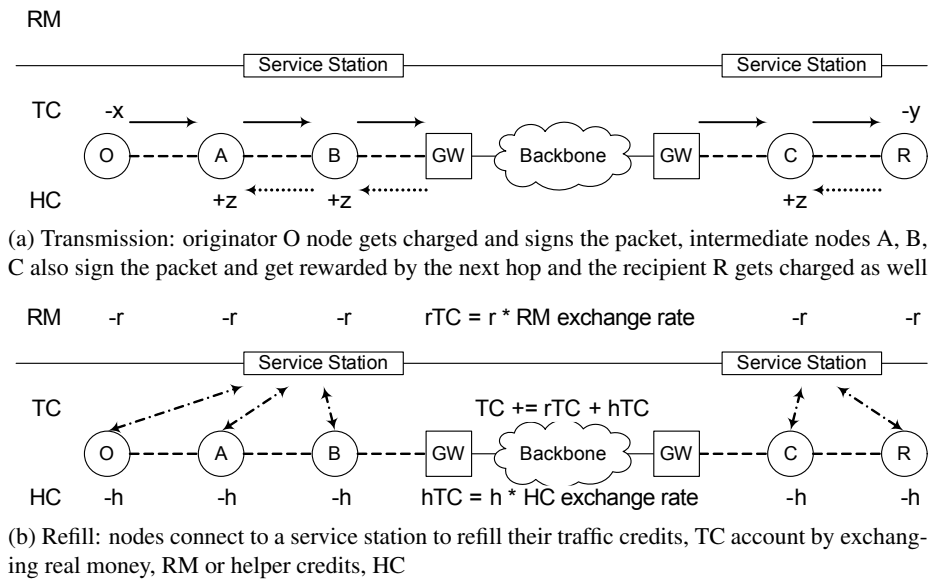 RM
Service Station Service Station
TC -x -y
O A B GW Backbone GW C R
HC +z +z +z
(a) Transmission: originator O node gets charged and signs the packet, intermediate nodes A, B,
C also sign the packet and get rewarded by the next hop and the recipient R gets charged as well
RM -r -r -r rTC = r * RM exchange rate -r -r
Service Station Service Station
TC TC += rTC + hTC
O A B GW Backbone GW C R
HC -h -h -h hTC = h * HC exchange rate -h -h
(b) Refill: nodes connect to a service station to refill their traffic credits, TC account by exchang-
ing real money, RM or helper credits, HC